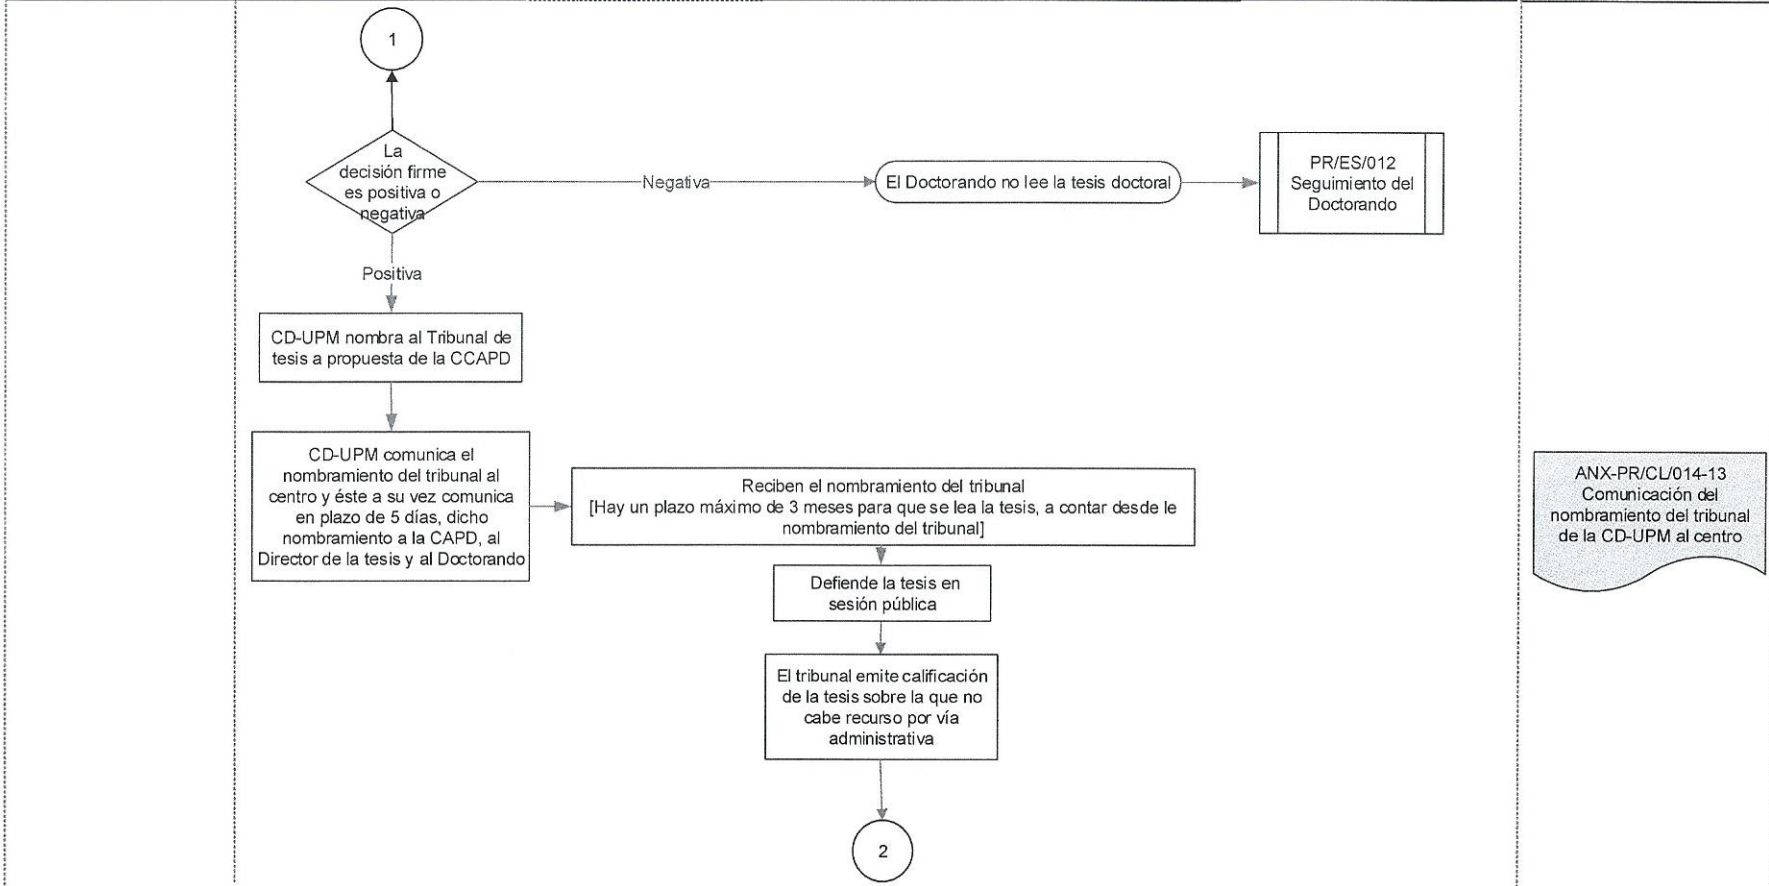 1
La
decisión firme
es positiva o
negativa
Negativa
El Doctorando no lee la tesis doctoral
PR/ES/012
Seguimiento del
Doctorando
Positiva
CD-UPM nombra al Tribunal de
tesis a propuesta de la CCAPD
CD-UPM comunica el
nombramiento del tribunal al
centro y éste a su vez comunica
en plazo de 5 días, dicho
nombramiento a la CAPD, al
Director de la tesis y al Doctorando
Reciben el nombramiento del tribunal
[Hay un plazo máximo de 3 meses para que se lea la tesis, a contar desde le
nombramiento del tribunal]
ANX-PR/CL/014-13
Comunicación del
nombramiento del tribunal
de la CD-UPM al centro
Defiende la tesis en
sesión pública
El tribunal emite calificación
de la tesis sobre la que no
cabe recurso por vía
administrativa
2